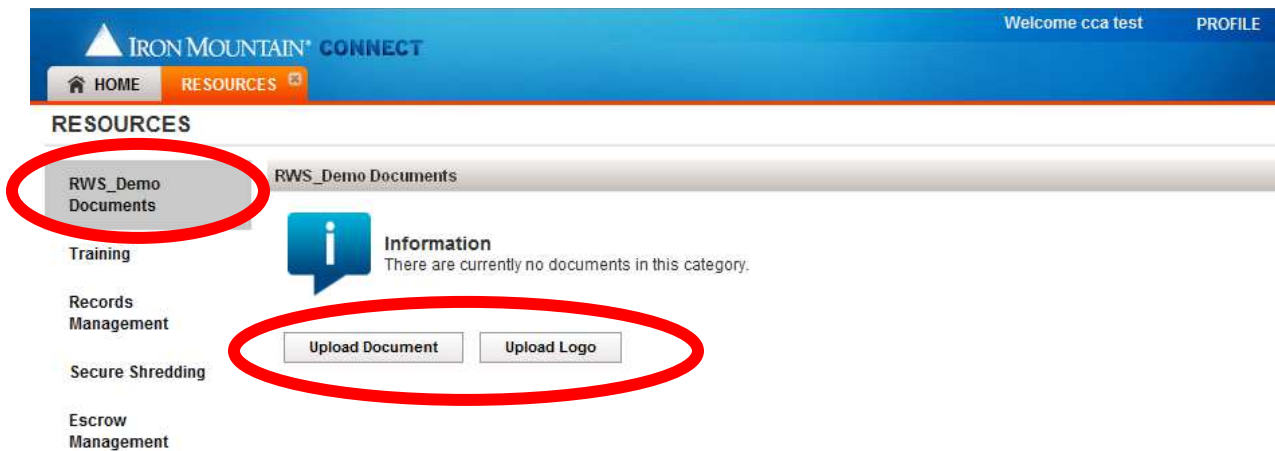 Welcome cca test PROFILE
IRON MOUNTAIN® CONNECT
HOME RESOURCES
RESOURCES
RWS_Demo
Documents
RWS_Demo Documents
Information
There are currently no documents in this category.
Training
Records
Management
Upload Document Upload Logo
Secure Shredding
Escrow
Management